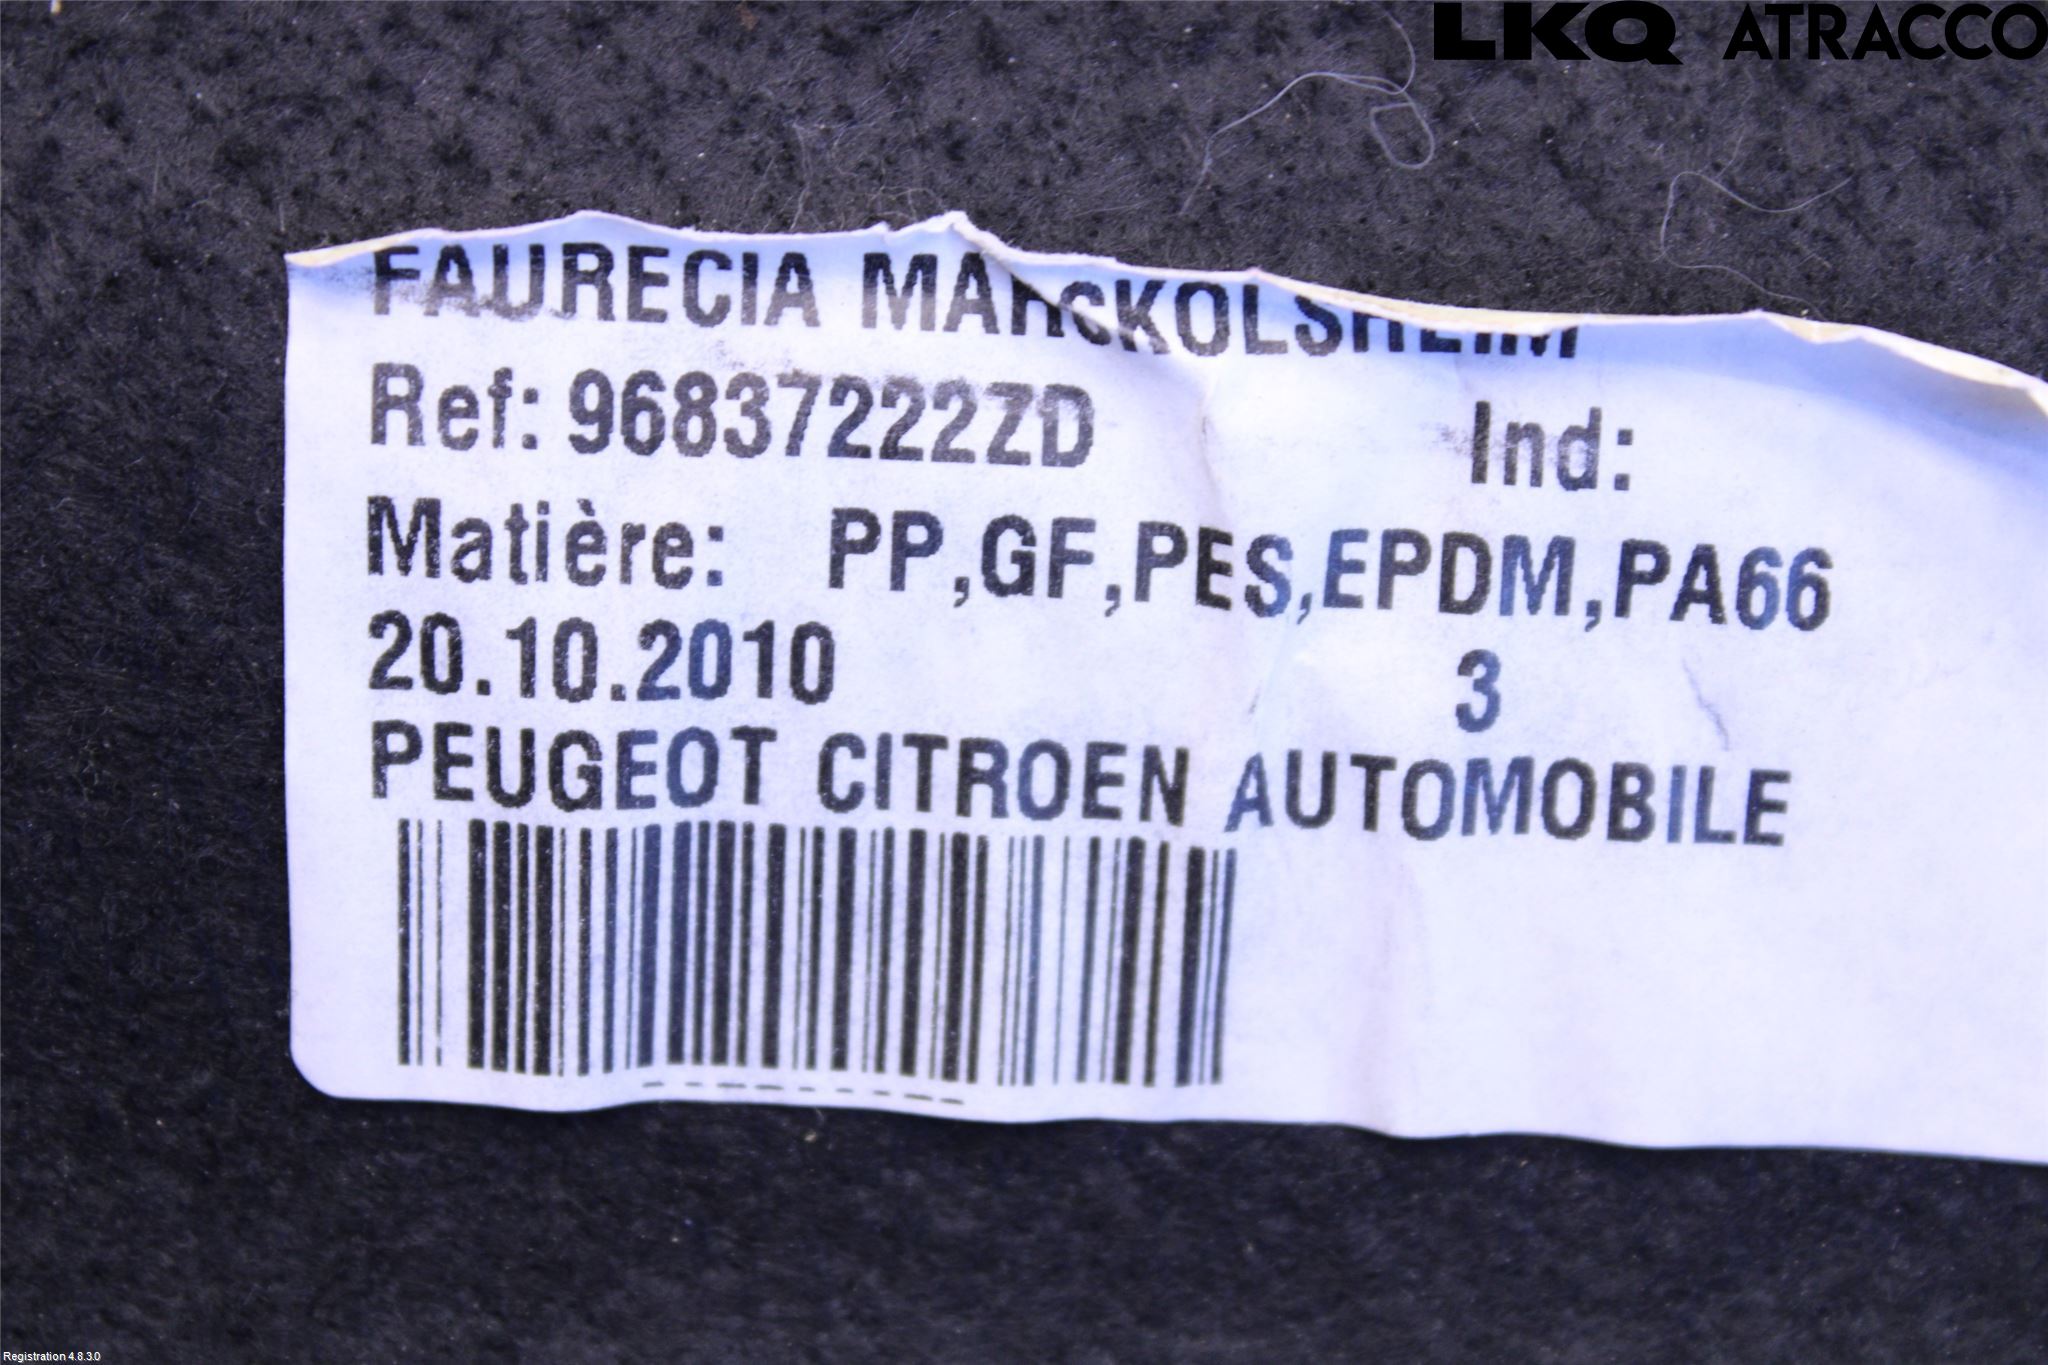 LKQ ATRACCO
FAURECIA MARCKOLSHEIM
Ref: 96837222ZD Ind:
Matière: PP,GF,PES,EPDM,PA66
20.10.2010 3
PEUGEOT CITROEN AUTOMOBILE
Registration 4.8.3.0